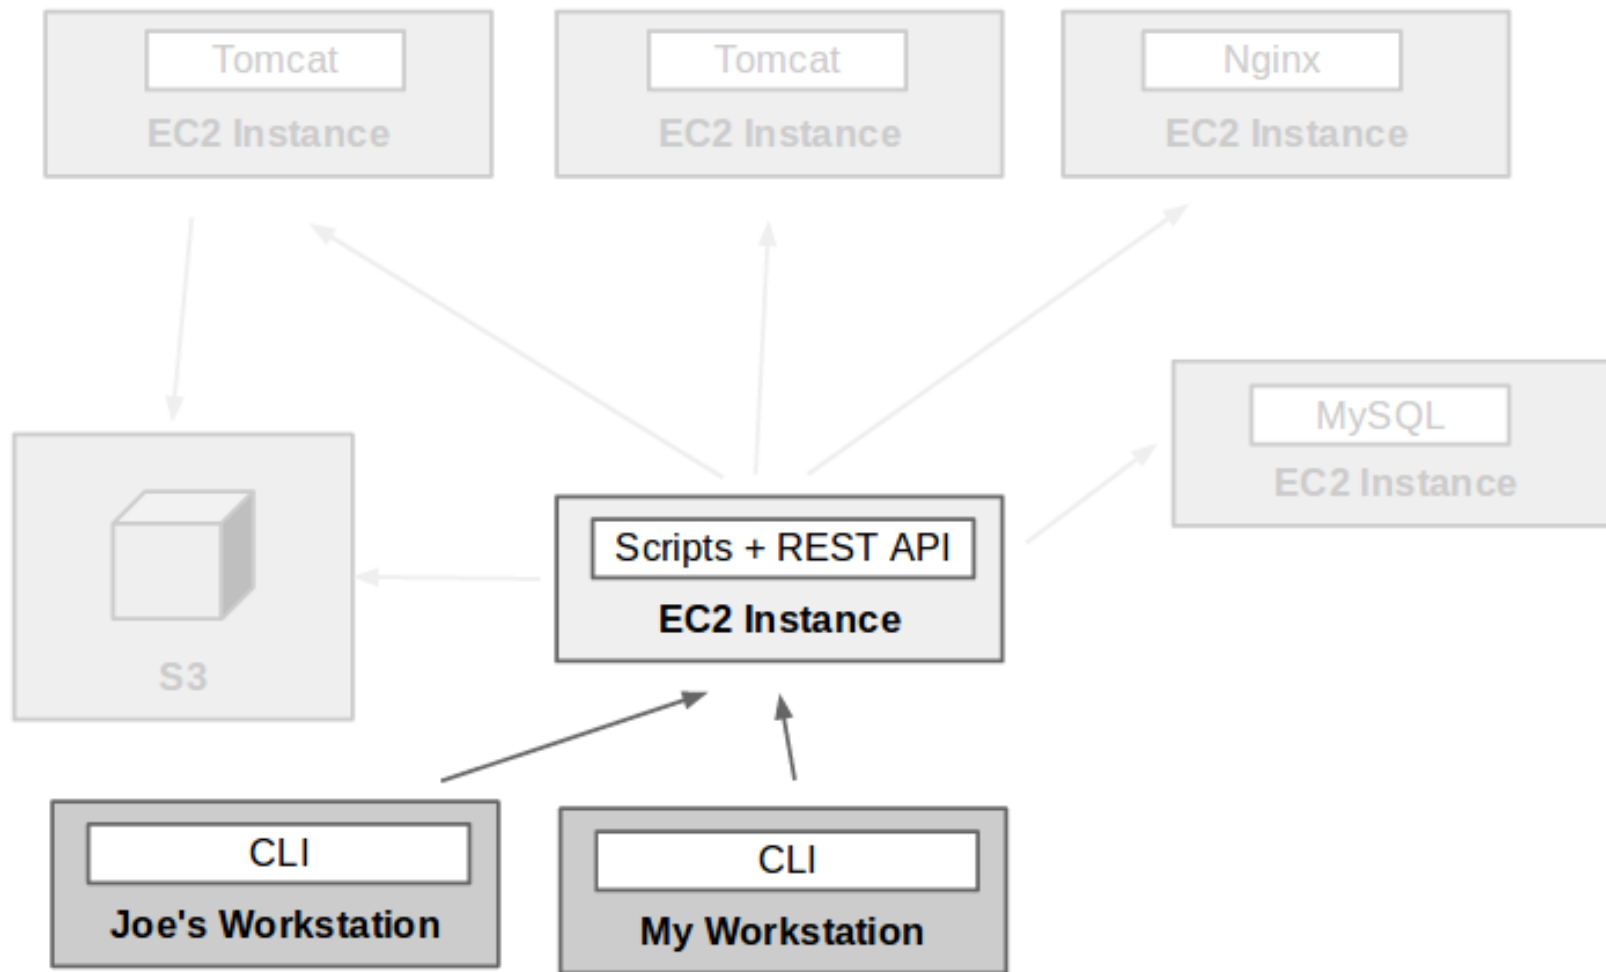 Tomcat
EC2 Instance
Tomcat
EC2 Instance
Nginx
EC2 Instance
MySQL
EC2 Instance
S3
Scripts + REST API
EC2 Instance
CLI
Joe's Workstation
CLI
My Workstation